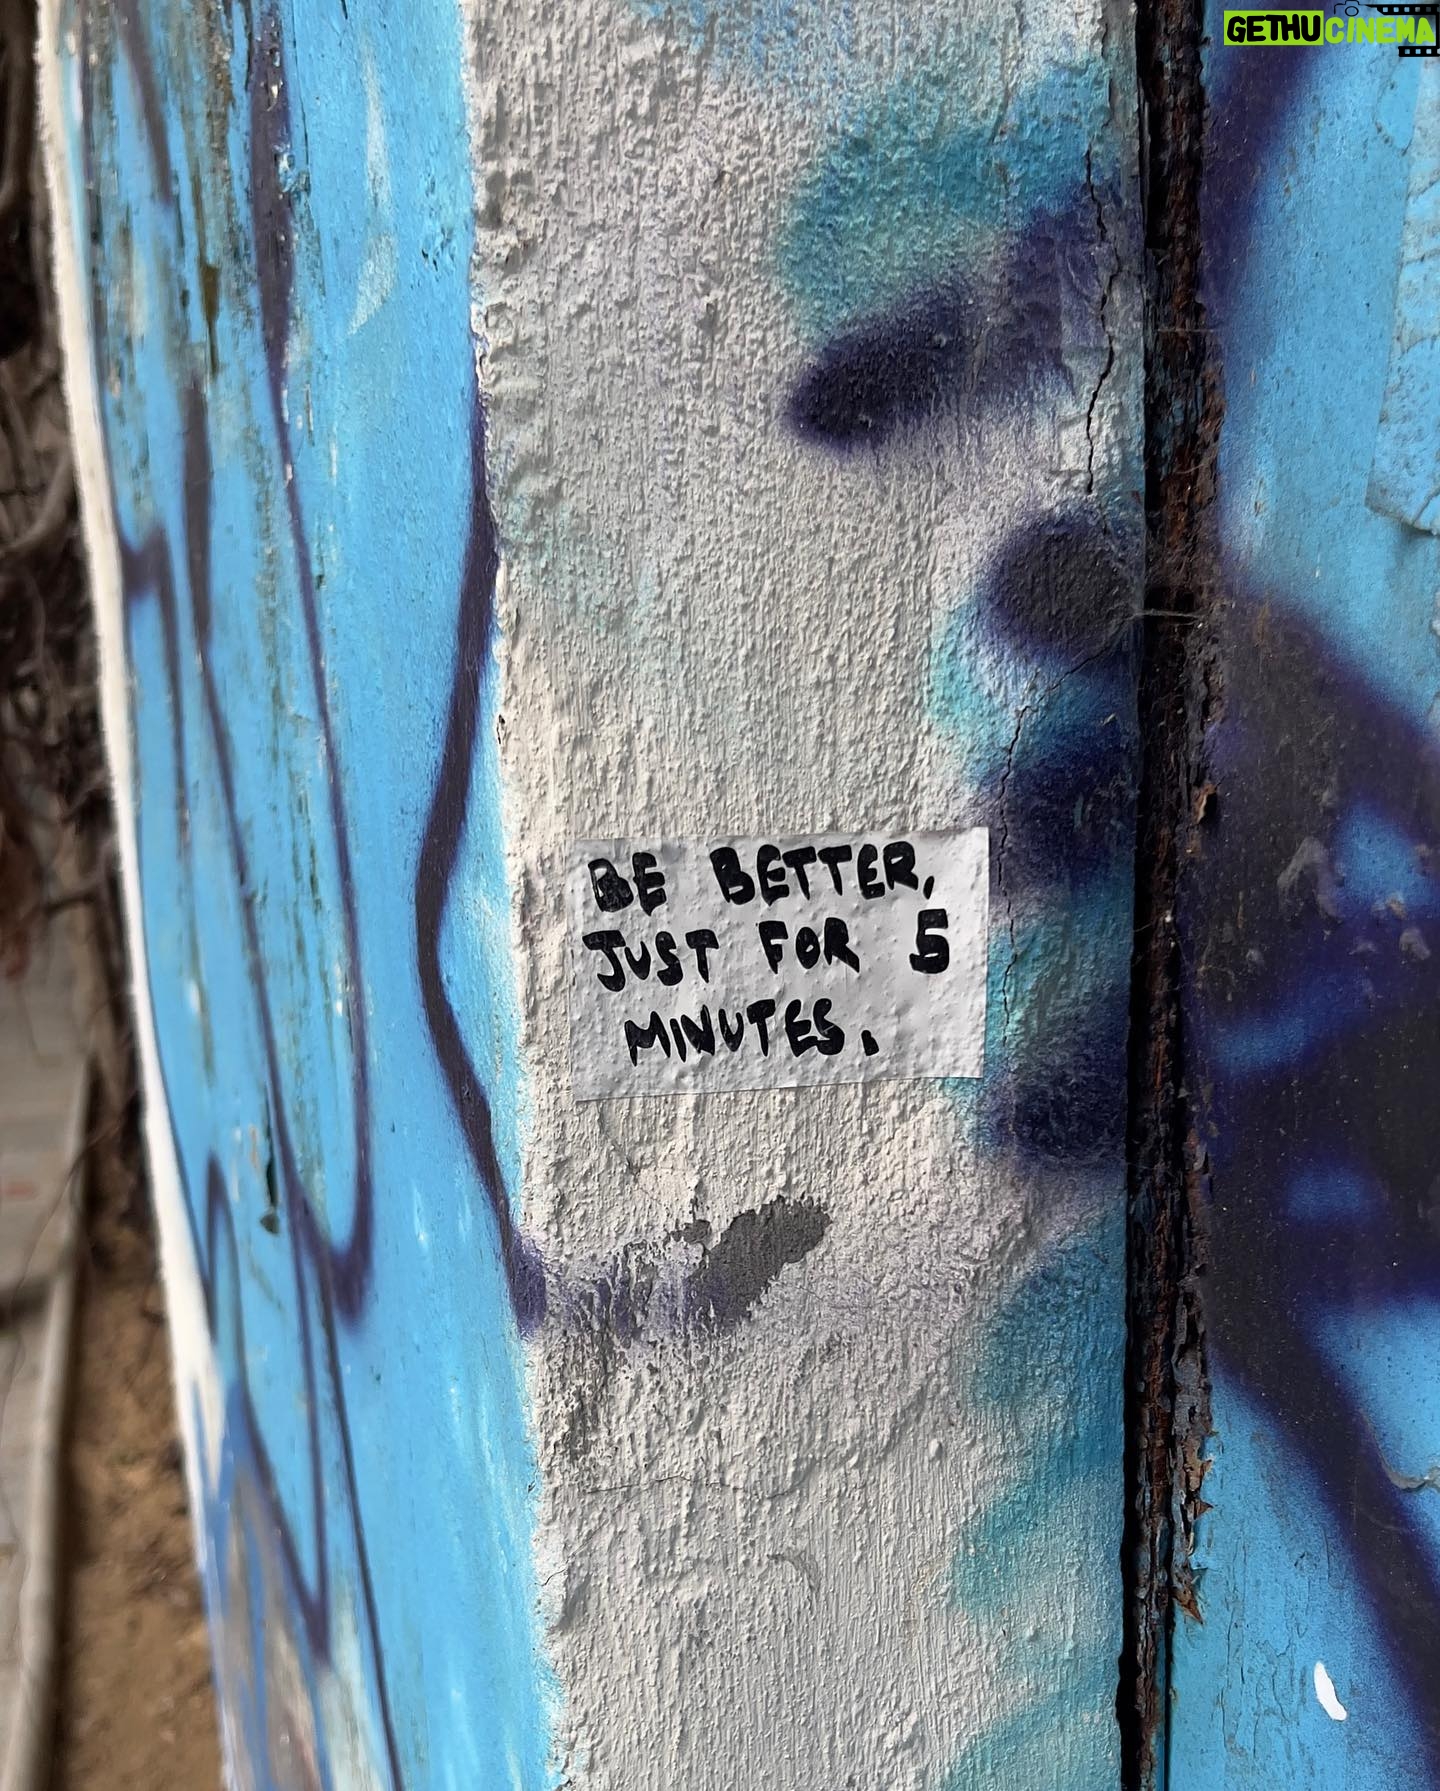 GETHUCINEMA
BE BETTER,
JUST FOR 5
MINUTES.